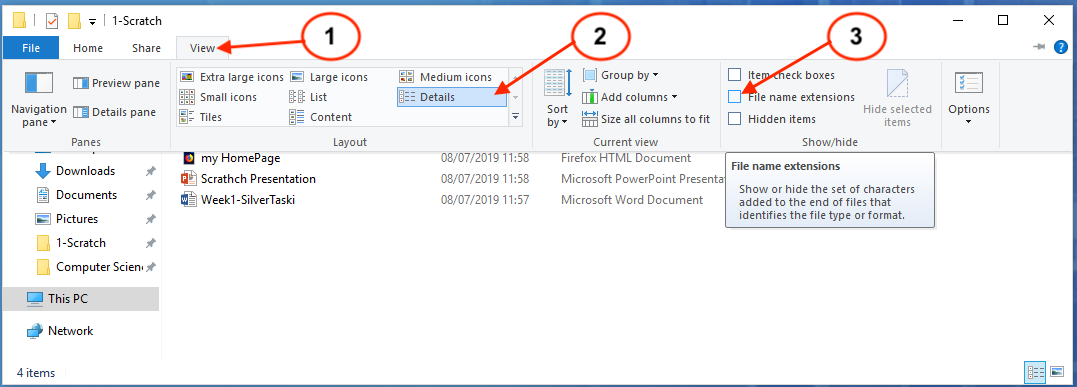 1-Scratch
1
2
3
File Home Share View
Navigation pane
Preview pane
Details pane
Panes
Extra large icons Large icons Medium icons
Small icons List Details
Tiles Content
Layout
Sort by
Group by
Add columns
Size all columns to fit
Current view
Item check boxes
File name extensions
Hidden items
Hide selected items
Show/hide
Options
Downloads
Documents
Pictures
1-Scratch
Computer Scien
This PC
Network
my HomePage 08/07/2019 11:58 Firefox HTML Document
Scrathch Presentation 08/07/2019 11:58 Microsoft PowerPoint Presenta
Week1-SilverTaski 08/07/2019 11:57 Microsoft Word Document
File name extensions
Show or hide the set of characters
added to the end of files that
identifies the file type or format.
4 items